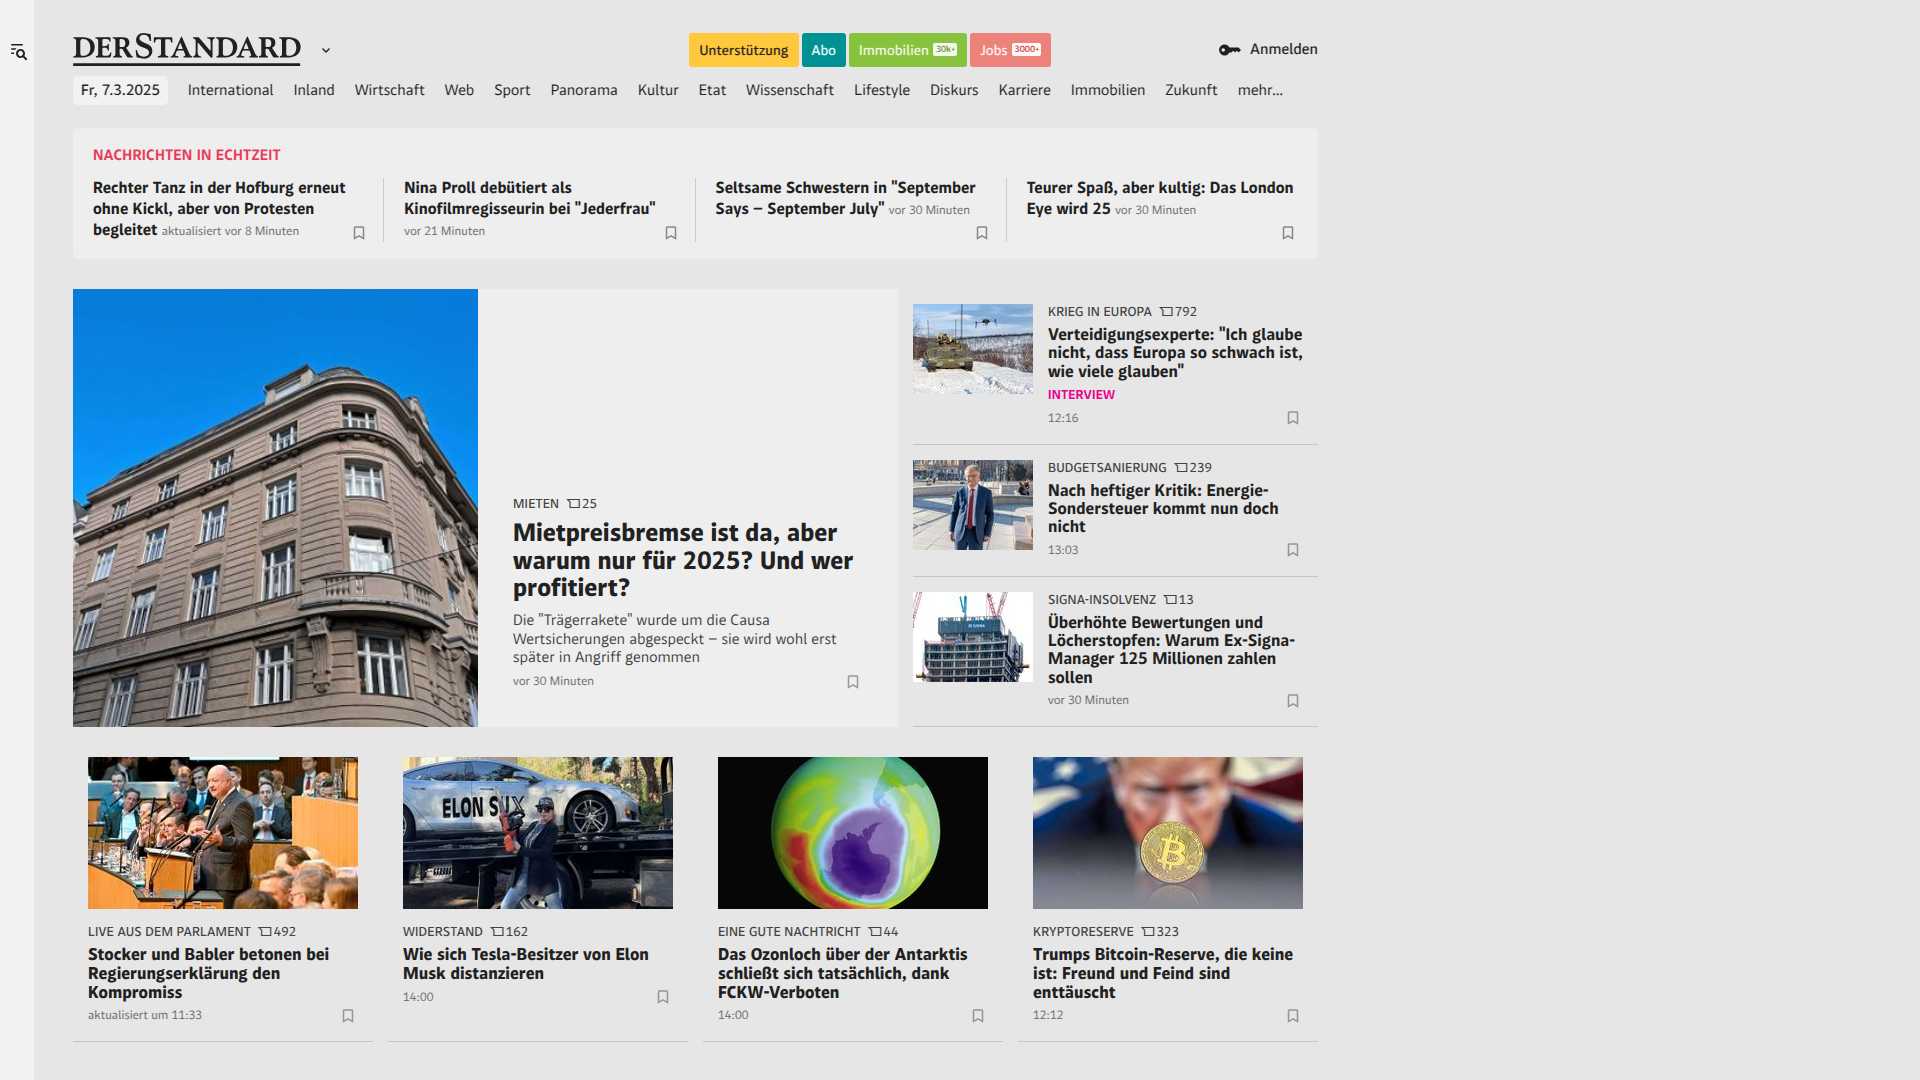 DERSTANDARD
Unterstützung
Abo
Immobilien 30k+
Jobs 3000+
Anmelden
Fr, 7.3.2025
International
Inland
Wirtschaft
Web
Sport
Panorama
Kultur
Etat
Wissenschaft
Lifestyle
Diskurs
Karriere
Immobilien
Zukunft
mehr...
NACHRICHTEN IN ECHTZEIT
Rechter Tanz in der Hofburg erneut
ohne Kickl, aber von Protesten
begleitet aktualisiert vor 8 Minuten
Nina Proll debütiert als
Kinofilmregisseurin bei "Jederfrau"
vor 21 Minuten
Seltsame Schwestern in "September
Says – September July" vor 30 Minuten
Teurer Spaß, aber kultig: Das London
Eye wird 25 vor 30 Minuten
MIETEN 25
Mietpreisbremse ist da, aber
warum nur für 2025? Und wer
profitiert?
Die "Trägerrakete" wurde um die Causa
Wertsicherungen abgespeckt – sie wird wohl erst
später in Angriff genommen
vor 30 Minuten
KRIEG IN EUROPA 792
Verteidigungsexperte: "Ich glaube
nicht, dass Europa so schwach ist,
wie viele glauben"
INTERVIEW
12:16
BUDGETSANIERUNG 239
Nach heftiger Kritik: Energie-
Sondersteuer kommt nun doch
nicht
13:03
SIGNA-INSOLVENZ 13
Überhöhte Bewertungen und
Löcherstopfen: Warum Ex-Signa-
Manager 125 Millionen zahlen
sollen
vor 30 Minuten
LIVE AUS DEM PARLAMENT 492
Stocker und Babler betonen bei
Regierungserklärung den
Kompromiss
aktualisiert um 11:33
ELON SUX
WIDERSTAND 162
Wie sich Tesla-Besitzer von Elon
Musk distanzieren
14:00
EINE GUTE NACHTRICHT 44
Das Ozonloch über der Antarktis
schließt sich tatsächlich, dank
FCKW-Verboten
14:00
KRYPTORESERVE 323
Trumps Bitcoin-Reserve, die keine
ist: Freund und Feind sind
enttäuscht
12:12